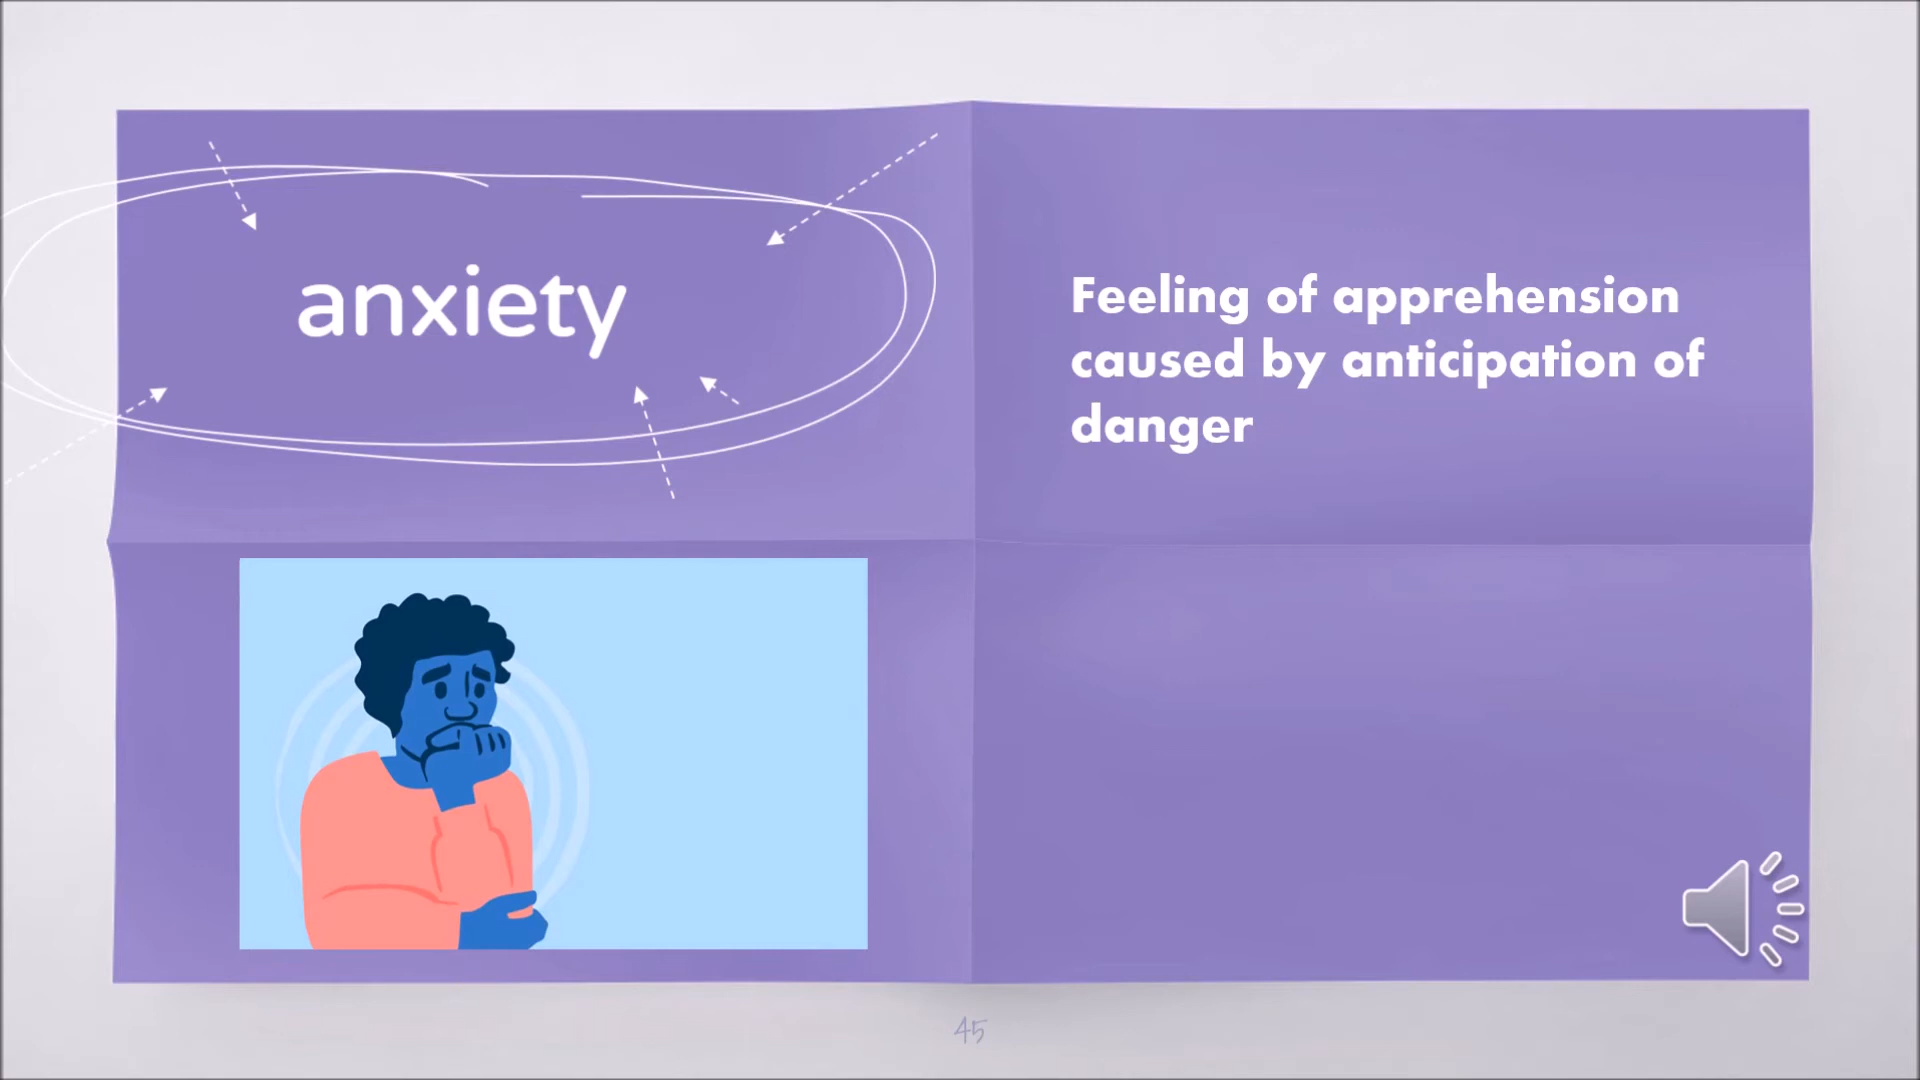 anxiety
Feeling of apprehension
caused by anticipation of
danger
45